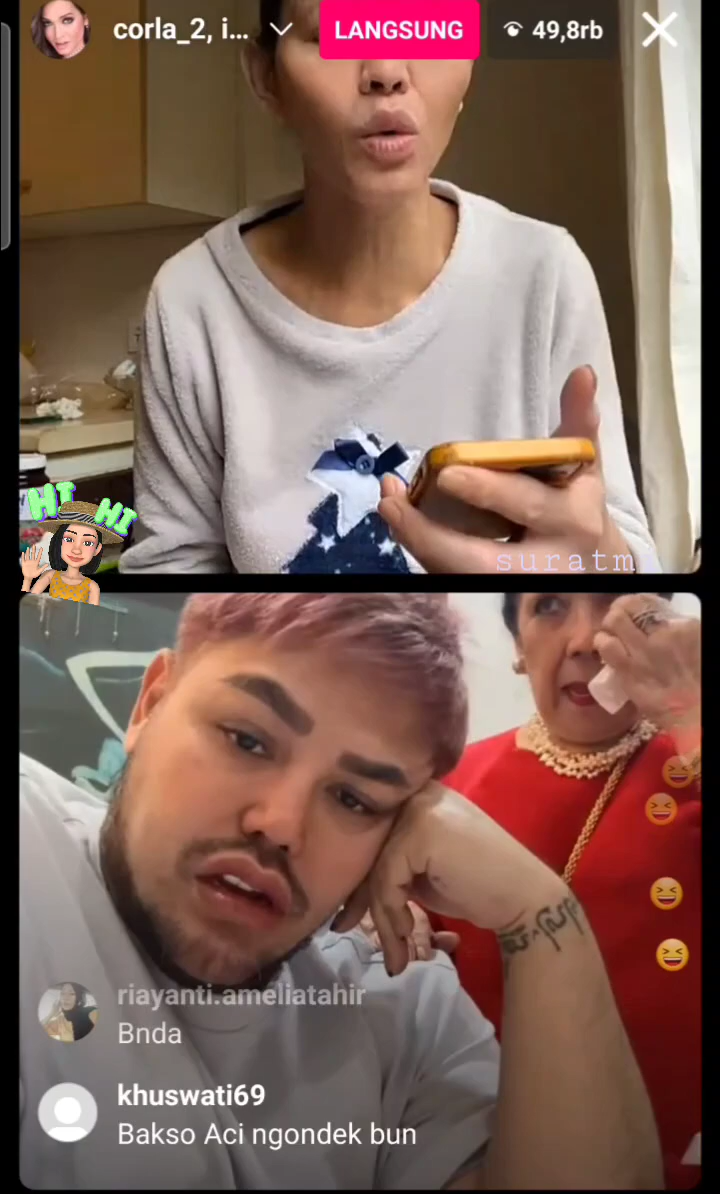 corla_2, i...
LANGSUNG
49,8rb
HI
HI
suratm
riayanti.ameliatahir
Bnda
khuswati69
Bakso Aci ngondek bun